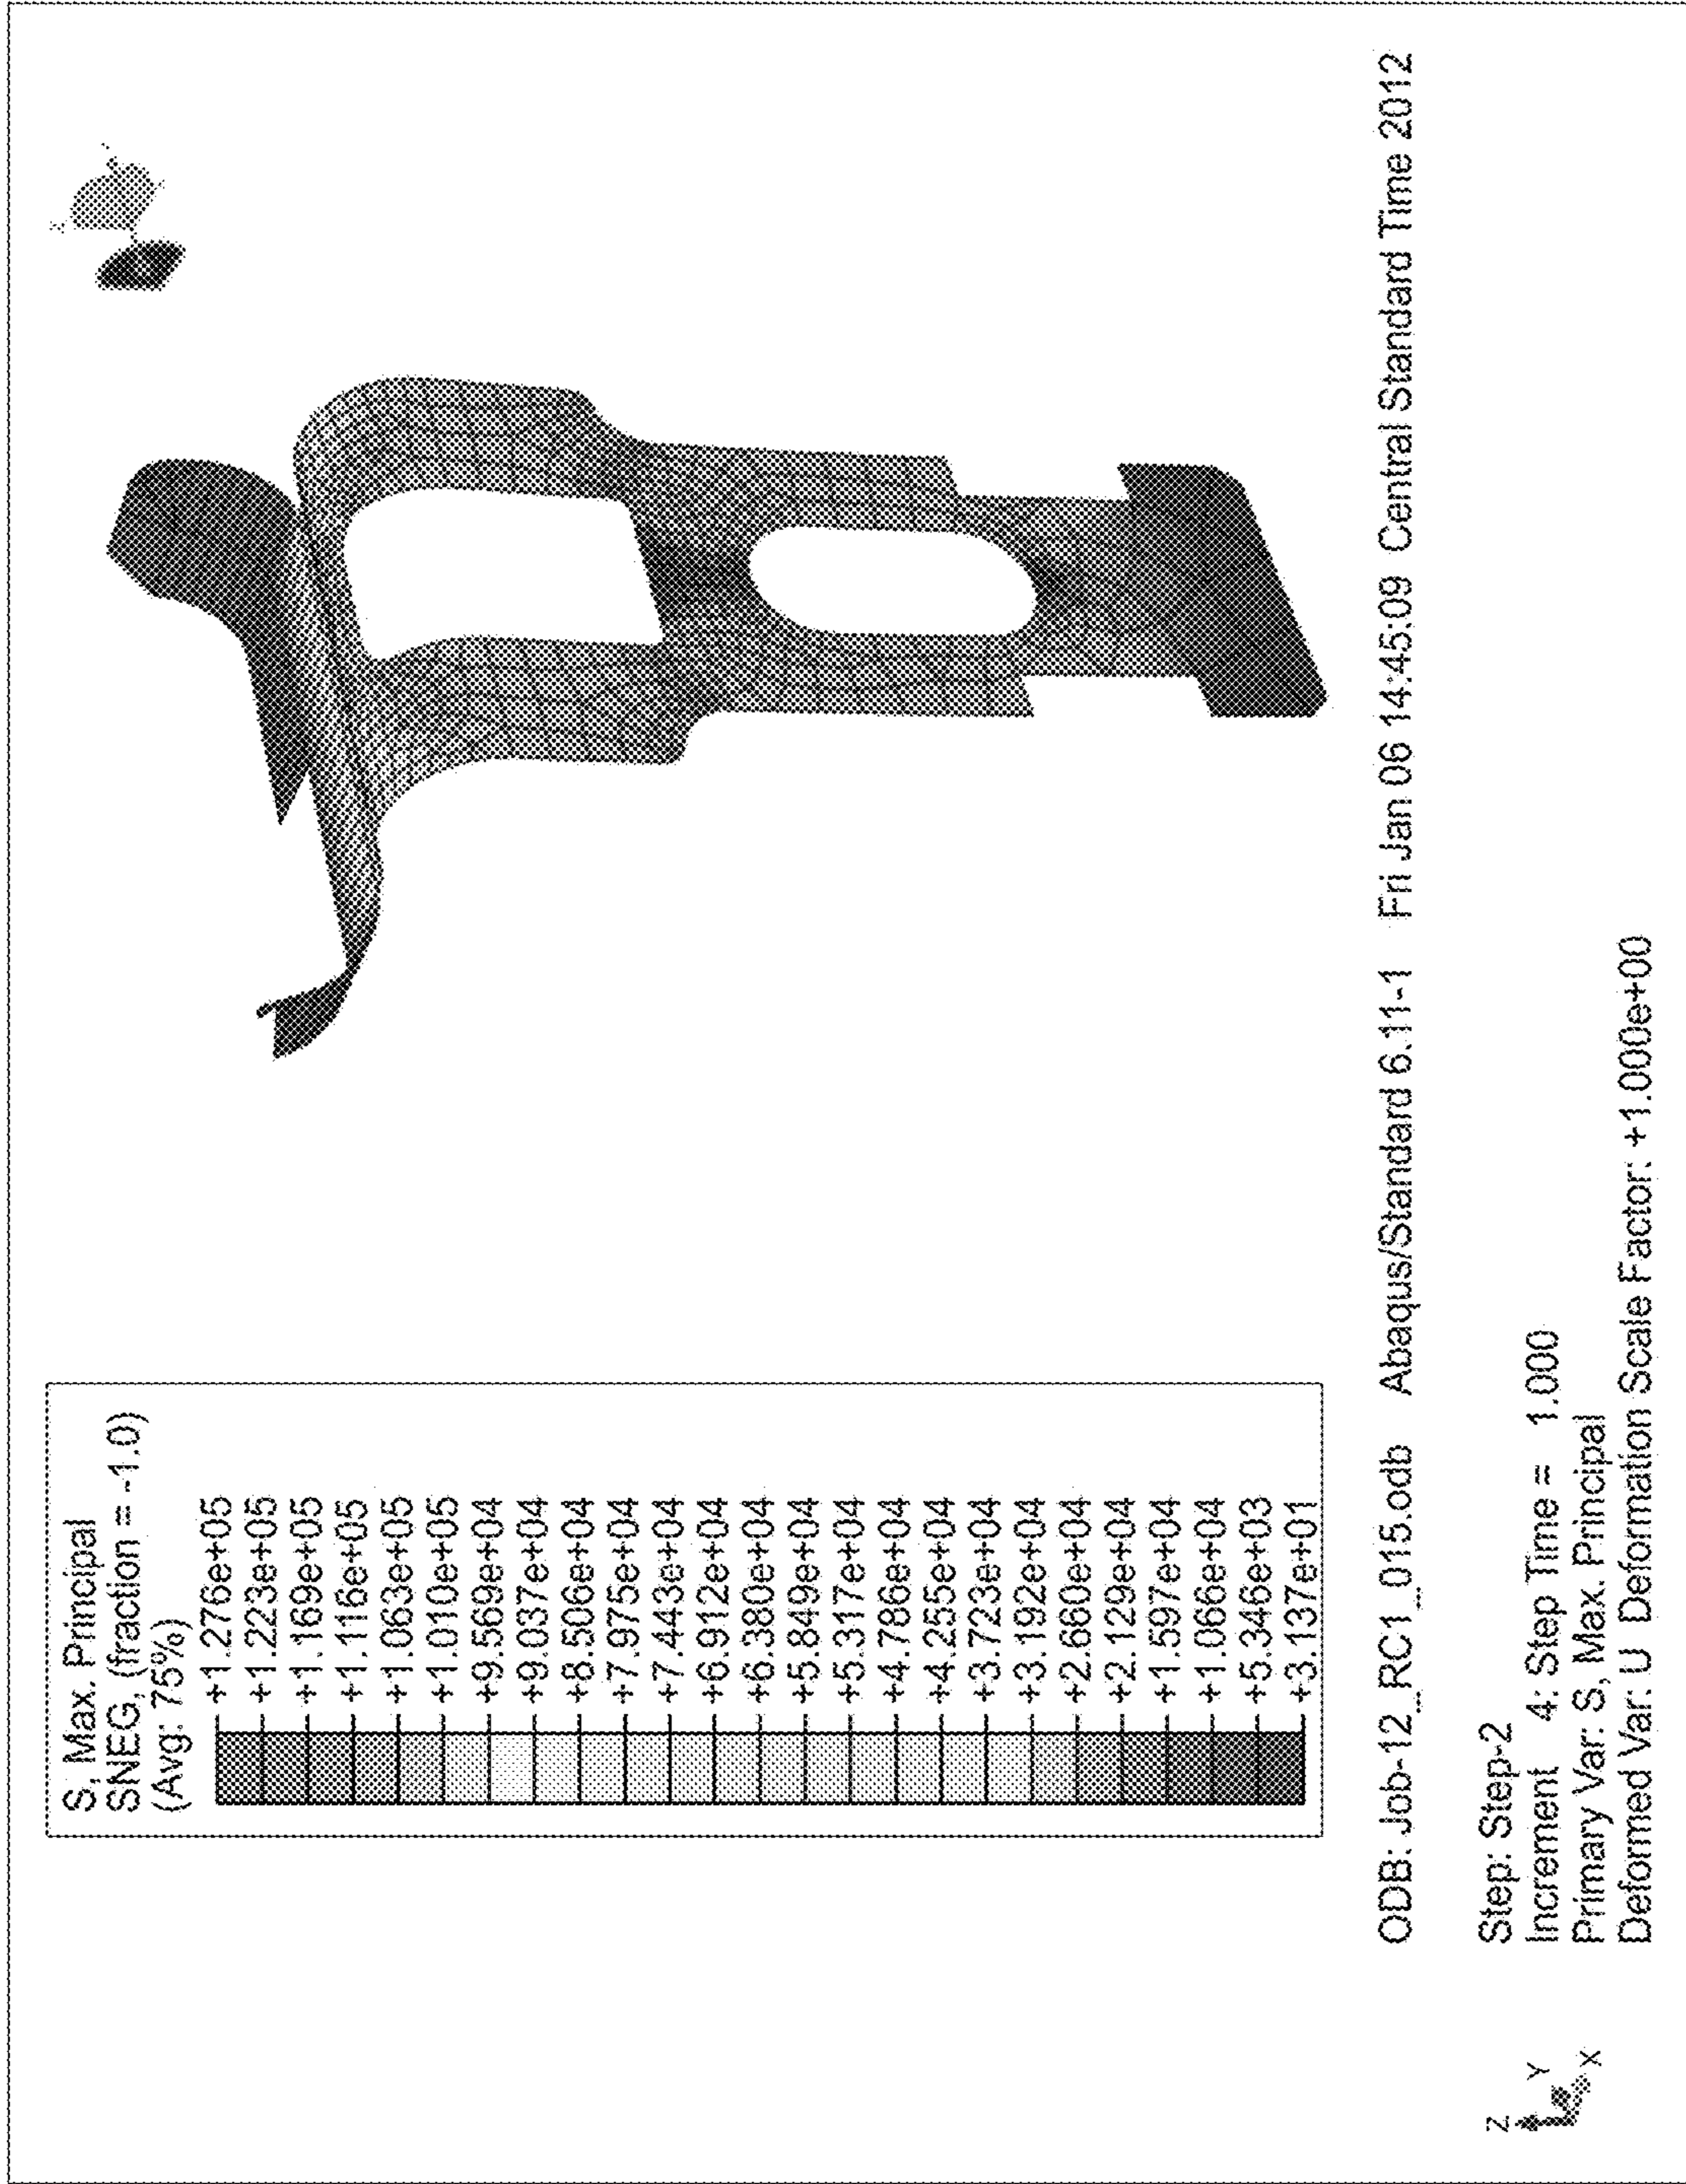 S, Max. Principal
SNEG, (fraction = -1.0)
(Avg: 75%)
+1.276e+05
+1.223e+05
+1.169e+05
+1.116e+05
+1.063e+05
+1.010e+05
+9.569e+04
+9.037e+04
+8.506e+04
+7.975e+04
+7.443e+04
+6.912e+04
+6.380e+04
+5.849e+04
+5.317e+04
+4.786e+04
+4.255e+04
+3.723e+04
+3.192e+04
+2.660e+04
+2.129e+04
+1.597e+04
+1.066e+04
+5.346e+03
+3.137e+01
ODB: Job-12_RC1_015.odb Abaqus/Standard 6.11-1 Fri Jan 06 14:45:09 Central Standard Time 2012
Step: Step-2
Increment 4: Step Time = 1.000
Primary Var: S, Max. Principal
Deformed Var: U Deformation Scale Factor: +1.000e+00
Z
Y
X